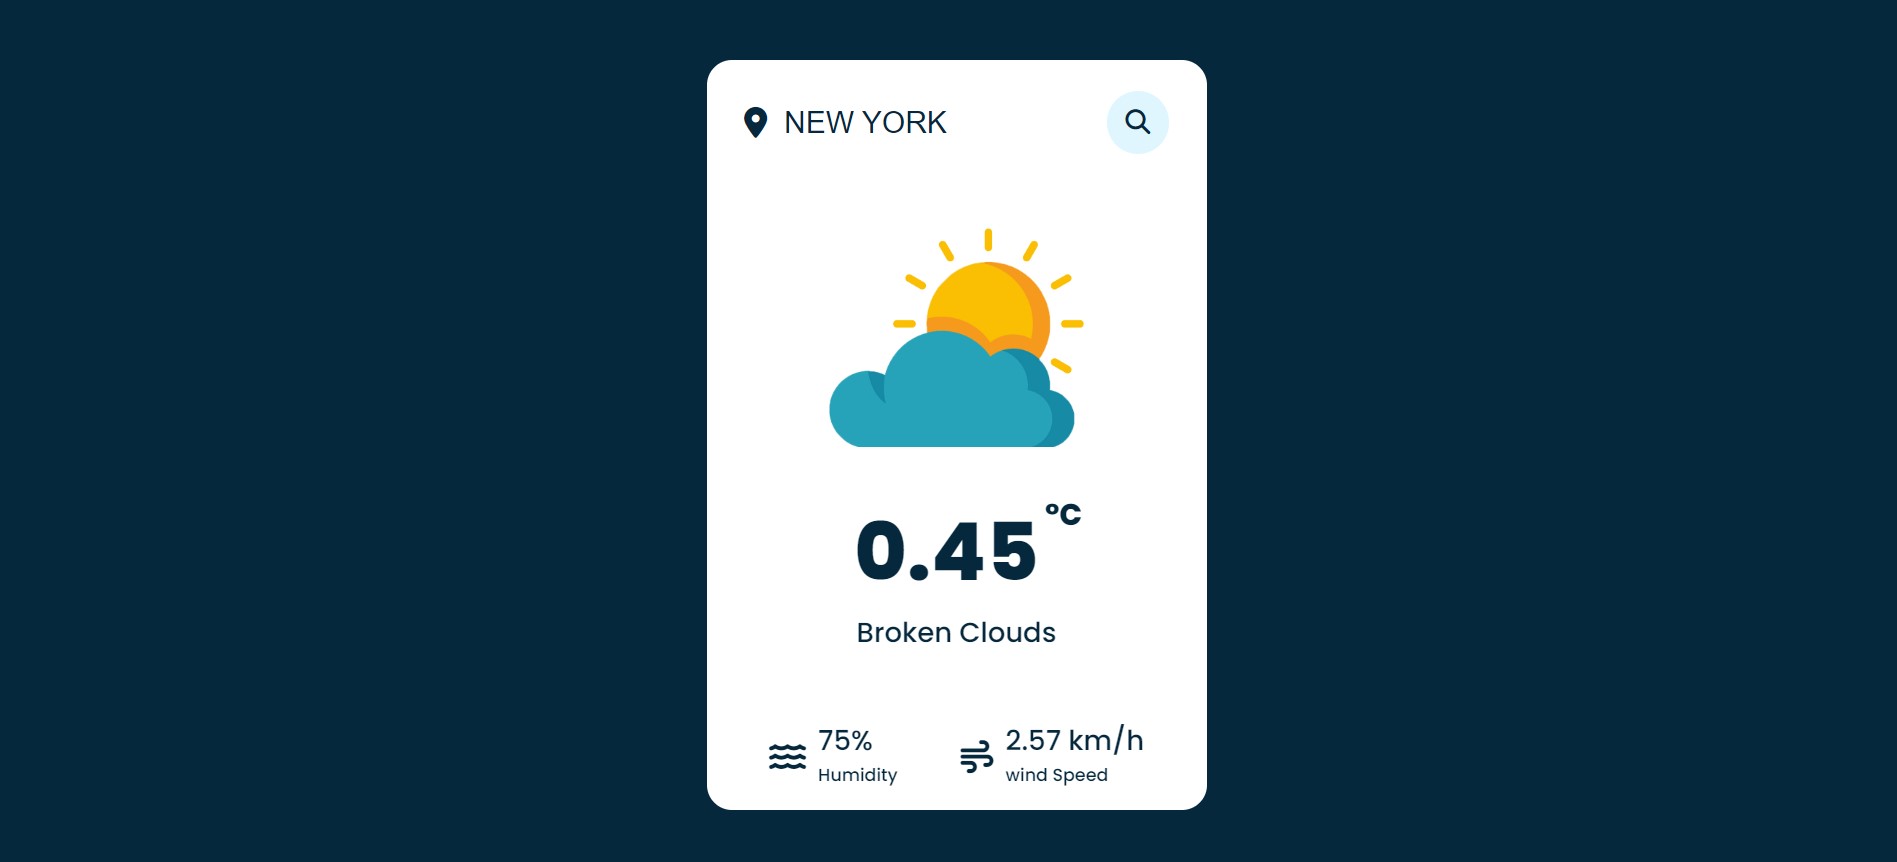 NEW YORK
0.45 °C
Broken Clouds
75%
Humidity
2.57 km/h
wind Speed